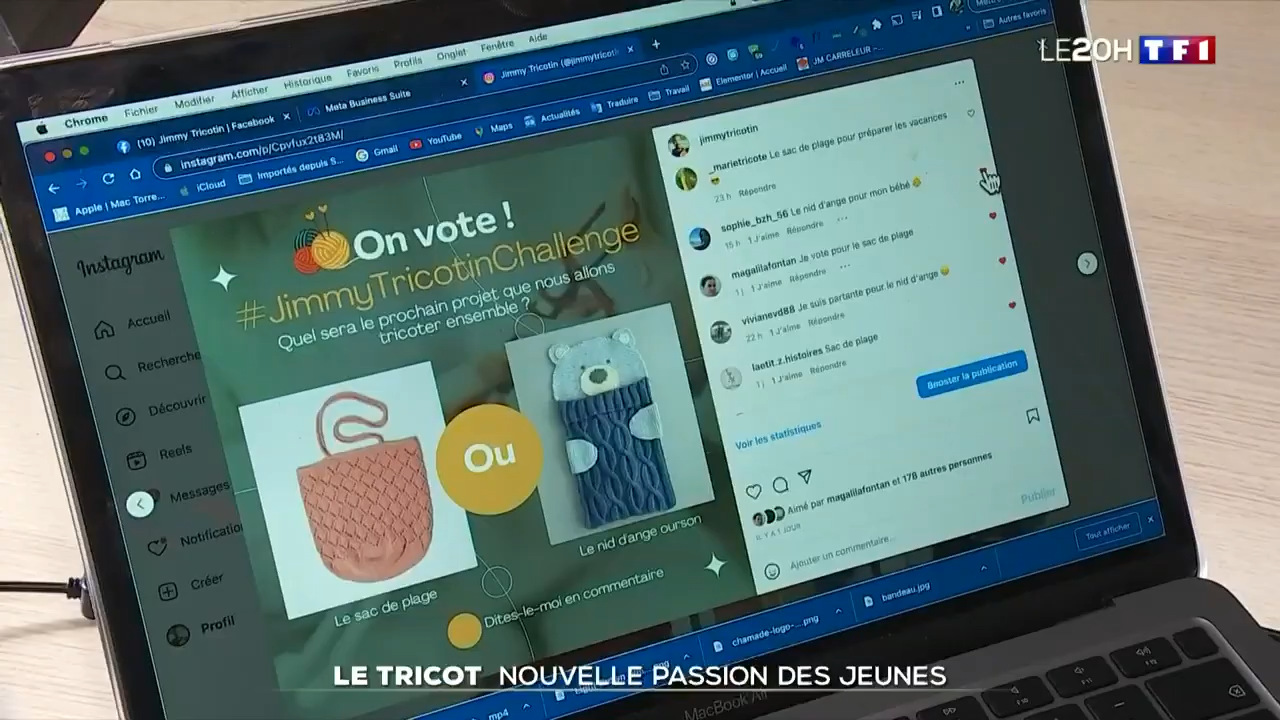 LE20H TF1
Chrome Fichier Modifier Afficher Historique Favoris Profils Onglet Fenêtre Aide
(10) Jimmy Tricotin | Facebook
Meta Business Suite
Jimmy Tricotin (@jimmytricoti
instagram.com/p/Cpvfux2t83M/
Apple | Mac Torre...
iCloud
Importés depuis S...
Gmail
YouTube
Maps
Actualités
Traduire
Travail
Elementor | Accueil
JM CARRELEUR -...
Autres favoris
Instagram
Accueil
Recherche
Découvrir
Reels
Messages
Notification
Créer
Profil
On vote !
#JimmyTricotinChallenge
Quel sera le prochain projet que nous allons
tricoter ensemble ?
Ou
Le sac de plage
Le nid d'ange ourson
Dites-le-moi en commentaire
jimmytricotin
_marietricote Le sac de plage pour préparer les vacances
23 h Répondre
sophie_bzh_56 Le nid d'ange pour mon bébé
15 h 1 J'aime Répondre ...
magalilafontan Je vote pour le sac de plage
1 j 1 J'aime Répondre ...
vivianevd88 Je suis partante pour le nid d'ange
22 h 1 J'aime Répondre
laetit.z.histoires Sac de plage
1 j 1 J'aime Répondre
Booster la publication
Voir les statistiques
Aimé par magalilafontan et 178 autres personnes
IL Y A 1 JOUR
Ajouter un commentaire...
Publier
Tout afficher
bandeau.jpg
chamade-logo-....png
mp4
MacBook Air
LE TRICOT NOUVELLE PASSION DES JEUNES